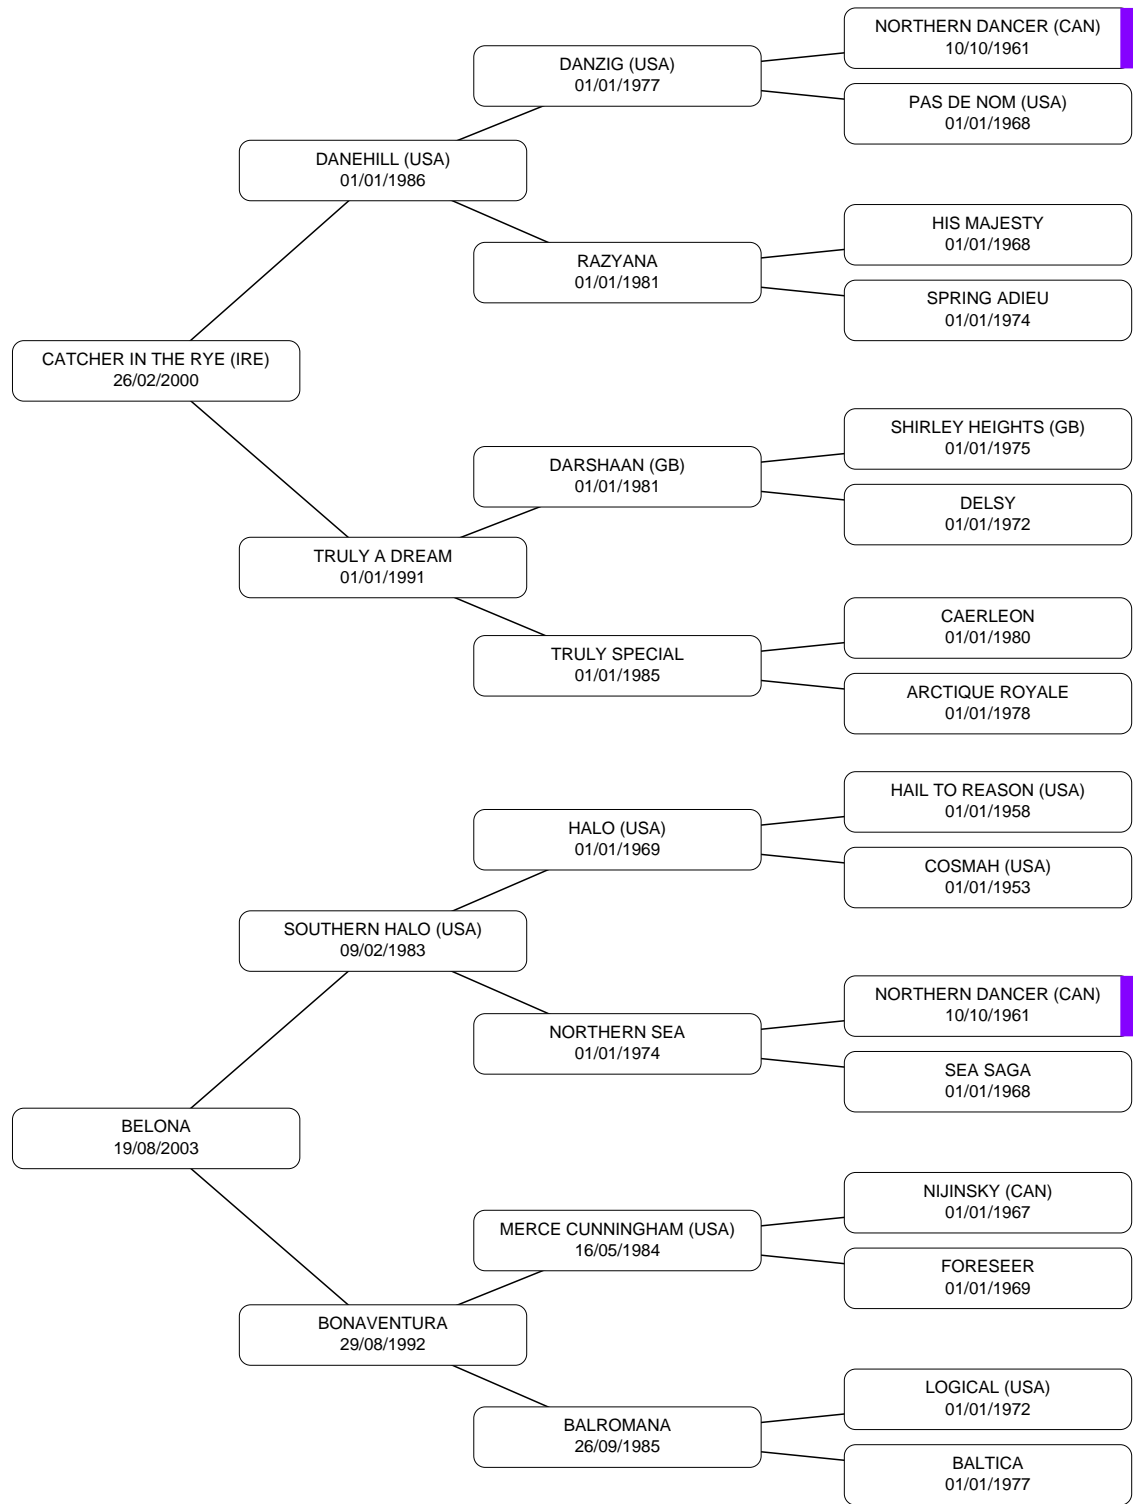 NORTHERN DANCER (CAN)
10/10/1961
DANZIG (USA)
01/01/1977
PAS DE NOM (USA)
01/01/1968
DANEHILL (USA)
01/01/1986
HIS MAJESTY
01/01/1968
RAZYANA
01/01/1981
SPRING ADIEU
01/01/1974
CATCHER IN THE RYE (IRE)
26/02/2000
SHIRLEY HEIGHTS (GB)
01/01/1975
DARSHAAN (GB)
01/01/1981
DELSY
01/01/1972
TRULY A DREAM
01/01/1991
CAERLEON
01/01/1980
TRULY SPECIAL
01/01/1985
ARCTIQUE ROYALE
01/01/1978
HAIL TO REASON (USA)
01/01/1958
HALO (USA)
01/01/1969
COSMAH (USA)
01/01/1953
SOUTHERN HALO (USA)
09/02/1983
NORTHERN DANCER (CAN)
10/10/1961
NORTHERN SEA
01/01/1974
SEA SAGA
01/01/1968
BELONA
19/08/2003
NIJINSKY (CAN)
01/01/1967
MERCE CUNNINGHAM (USA)
16/05/1984
FORESEER
01/01/1969
BONAVENTURA
29/08/1992
LOGICAL (USA)
01/01/1972
BALROMANA
26/09/1985
BALTICA
01/01/1977